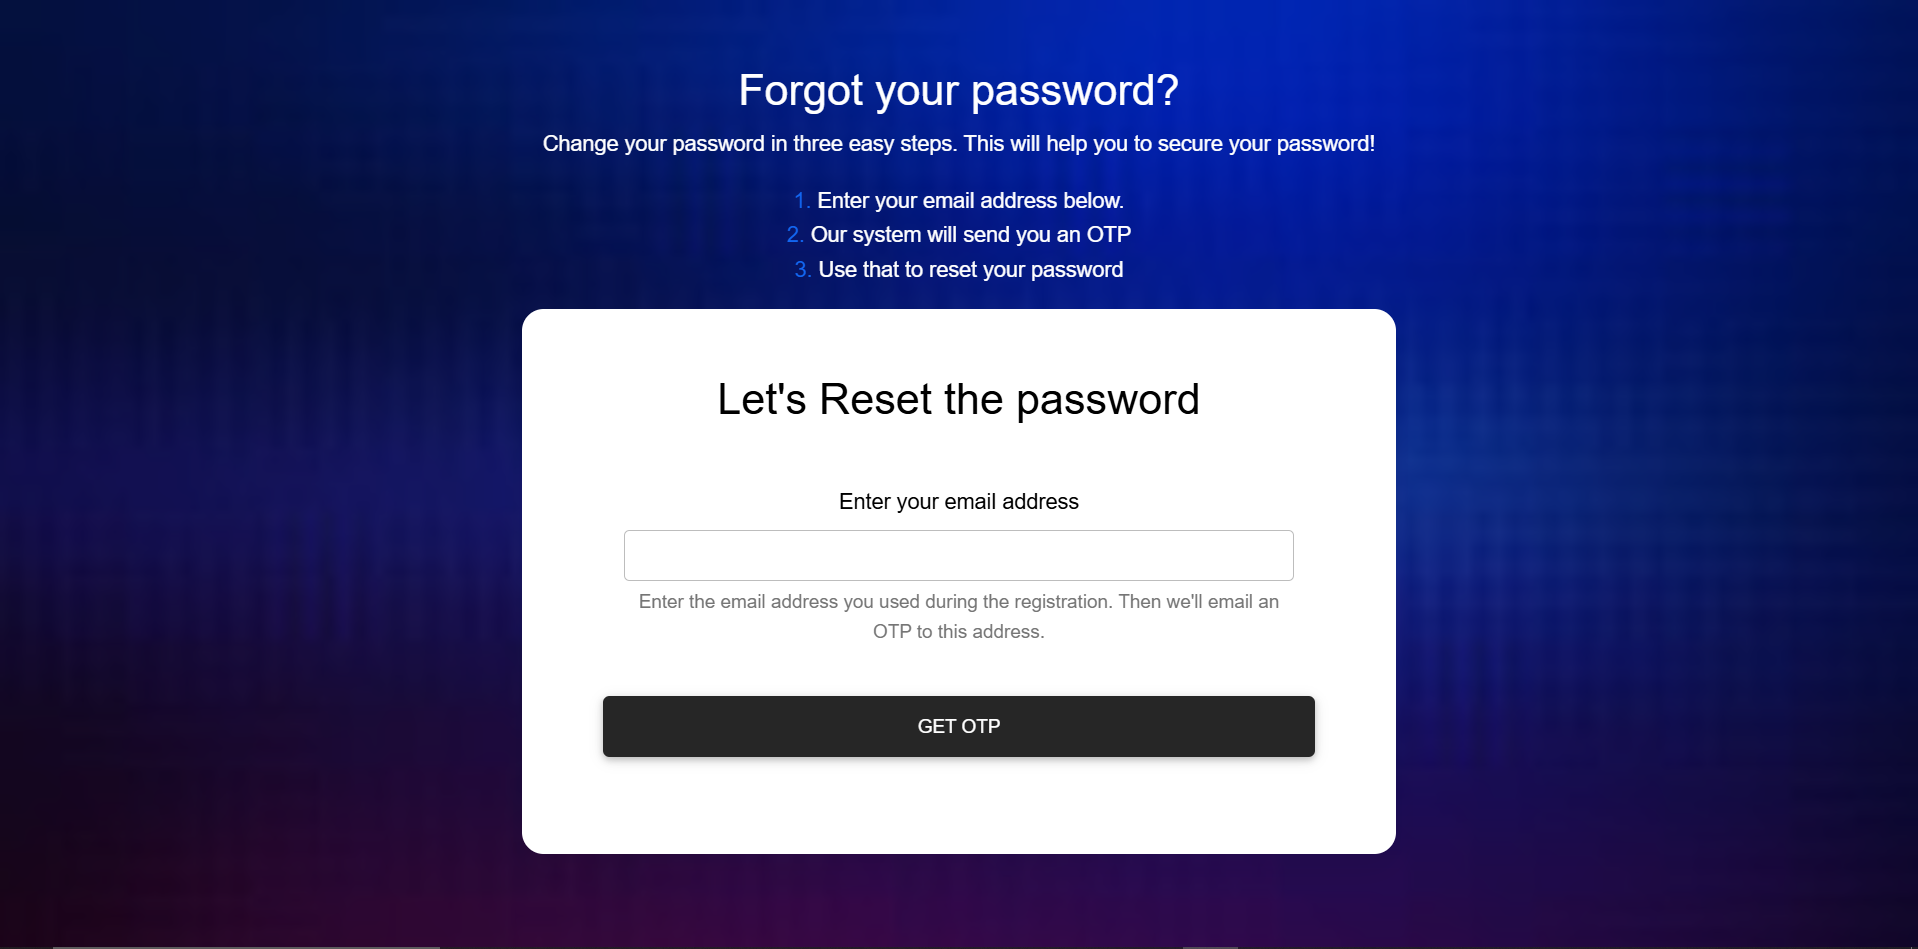 Forgot your password?
Change your password in three easy steps. This will help you to secure your password!
1. Enter your email address below.
2. Our system will send you an OTP
3. Use that to reset your password
Let's Reset the password
Enter your email address
Enter the email address you used during the registration. Then we'll email an
OTP to this address.
GET OTP